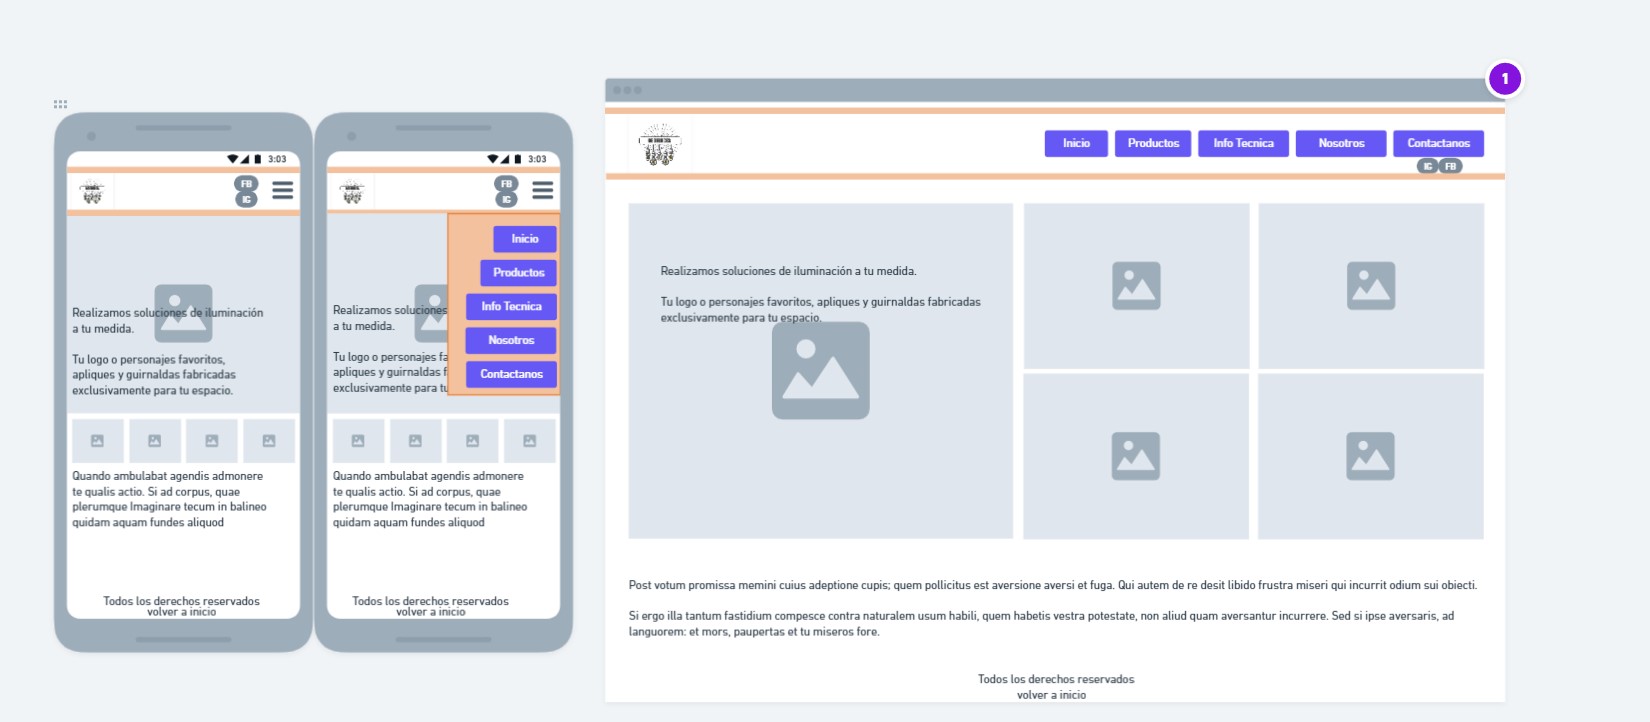 3:03
FB
IG
Realizamos soluciones de iluminación
a tu medida.
Tu logo o personajes favoritos,
apliques y guirnaldas fabricadas
exclusivamente para tu espacio.
Quando ambulabat agendis admonere
te qualis actio. Si ad corpus, quae
plerumque Imaginare tecum in balineo
quidam aquam fundes aliquod
Todos los derechos reservados
volver a inicio
3:03
FB
IG
Inicio
Productos
Info Tecnica
Nosotros
Contactanos
Realizamos soluciones
a tu medida.
Tu logo o personajes fa
apliques y guirnaldas f
exclusivamente para tu
Quando ambulabat agendis admonere
te qualis actio. Si ad corpus, quae
plerumque Imaginare tecum in balineo
quidam aquam fundes aliquod
Todos los derechos reservados
volver a inicio
1
Inicio
Productos
Info Tecnica
Nosotros
Contactanos
IG
FB
Realizamos soluciones de iluminación a tu medida.
Tu logo o personajes favoritos, apliques y guirnaldas fabricadas
exclusivamente para tu espacio.
Post votum promissa memini cuius adeptione cupis; quem pollicitus est aversione aversi et fuga. Qui autem de re desit libido frustra miseri qui incurrit odium sui obiecti.
Si ergo illa tantum fastidium compesce contra naturalem usum habili, quem habetis vestra potestate, non aliud quam aversantur incurrere. Sed si ipse aversaris, ad
languorem: et mors, paupertas et tu miseros fore.
Todos los derechos reservados
volver a inicio